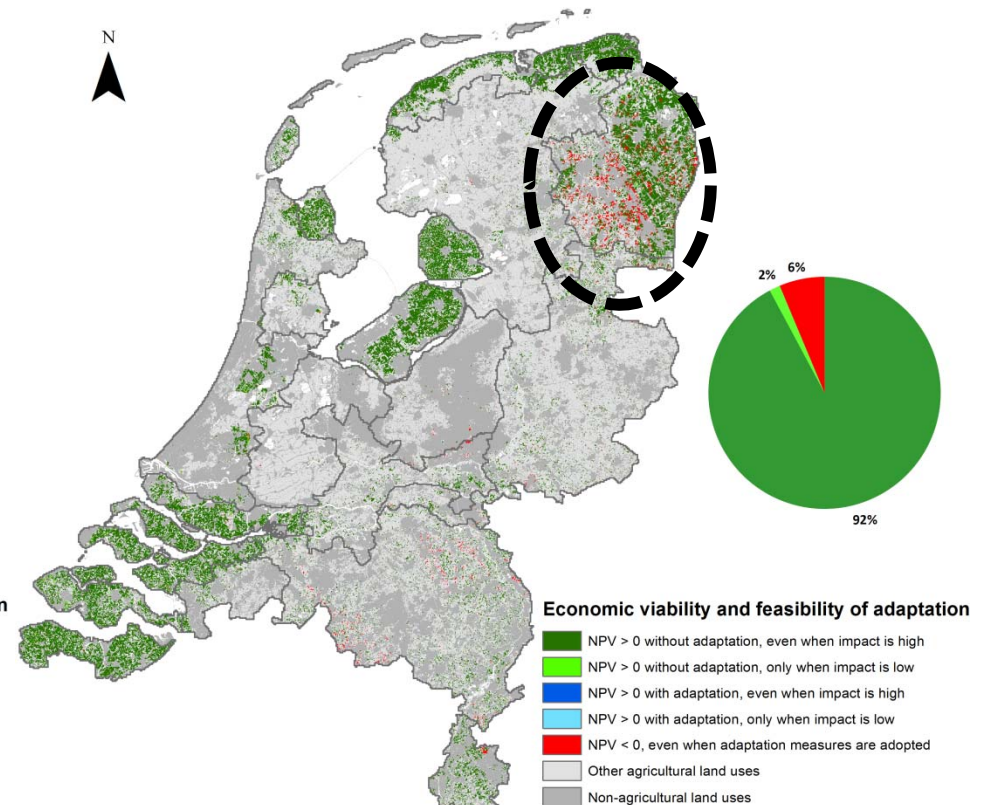 N
2%
6%
92%
n
Economic viability and feasibility of adaptation
NPV > 0 without adaptation, even when impact is high
NPV > 0 without adaptation, only when impact is low
NPV > 0 with adaptation, even when impact is high
NPV > 0 with adaptation, only when impact is low
NPV < 0, even when adaptation measures are adopted
Other agricultural land uses
Non-agricultural land uses